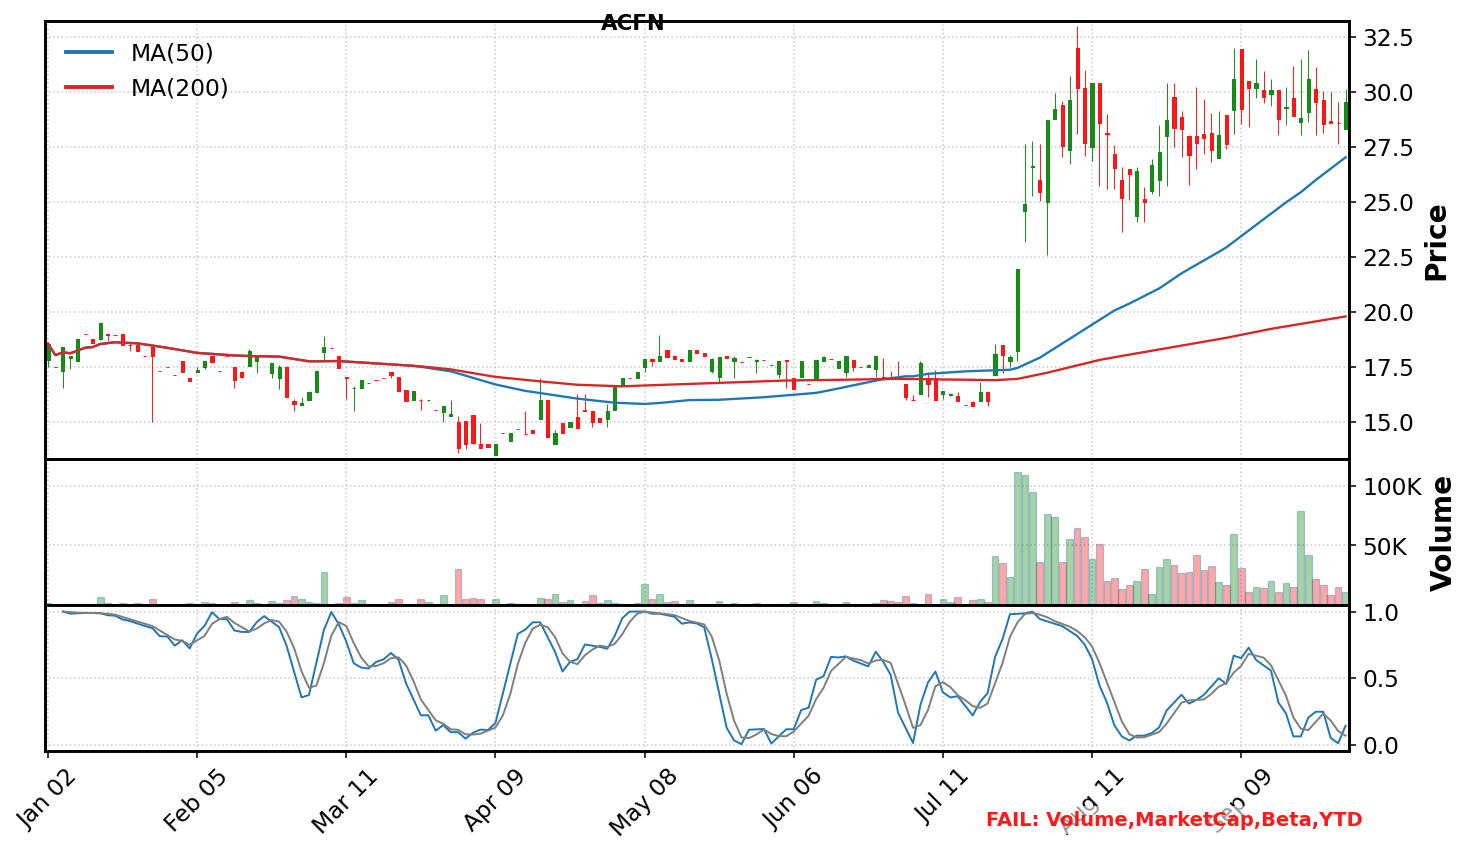 ACFN
MA(50)
MA(200)
32.5
30.0
27.5
25.0
22.5
20.0
17.5
15.0
Price
100K
50K
Volume
1.0
0.5
0.0
Jan 02
Feb 05
Mar 11
Apr 09
May 08
Jun 06
Jul 11
Aug 11
Sep 09
FAIL: Volume,MarketCap,Beta,YTD